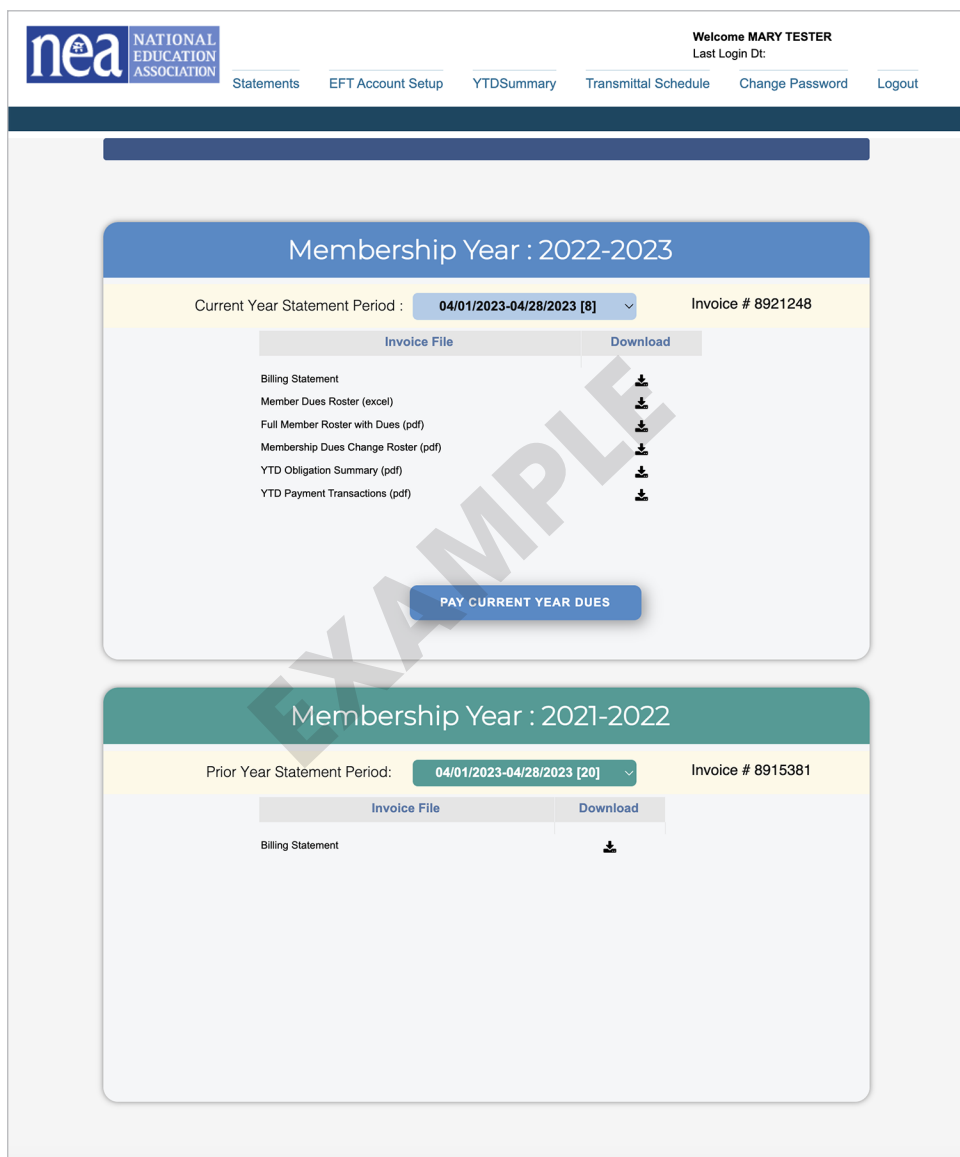 nea NATIONAL
EDUCATION
ASSOCIATION
Welcome MARY TESTER
Last Login Dt:
Statements EFT Account Setup YTDSummary Transmittal Schedule Change Password Logout
Membership Year : 2022-2023
Current Year Statement Period : 04/01/2023-04/28/2023 [8] Invoice # 8921248
Invoice File Download
Billing Statement
Member Dues Roster (excel)
Full Member Roster with Dues (pdf)
Membership Dues Change Roster (pdf)
YTD Obligation Summary (pdf)
YTD Payment Transactions (pdf)
EXAMPLE
PAY CURRENT YEAR DUES
Membership Year : 2021-2022
Prior Year Statement Period: 04/01/2023-04/28/2023 [20] Invoice # 8915381
Invoice File Download
Billing Statement